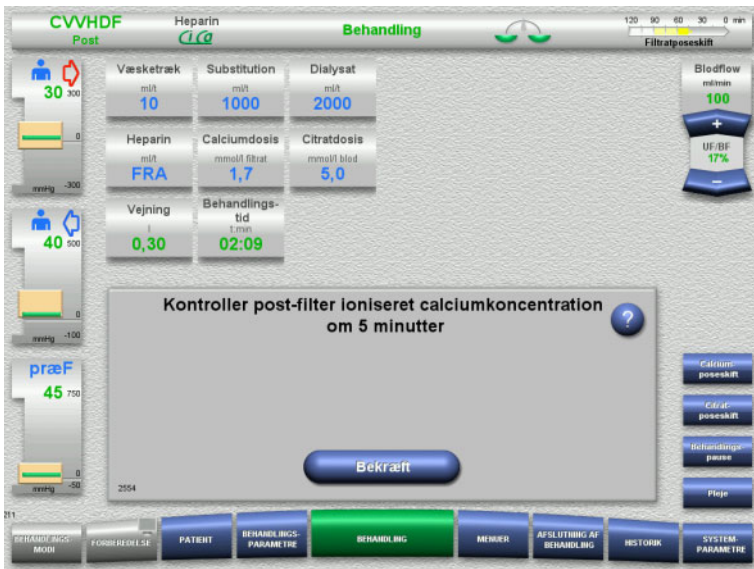 CVVHDF
Post
Heparin
CiCa
Behandling
120 90 60 30 0 min
Filtratposeskift
30
300
0
-300
mmHg
Væsketræk
ml/t
10
Substitution
ml/t
1000
Dialysat
ml/t
2000
Blodflow
ml/min
100
+
UF/BF
17%
−
Heparin
ml/t
FRA
Calciumdosis
mmol/l filtrat
1,7
Citratdosis
mmol/l blod
5,0
Vejning
l
0,30
Behandlings-
tid
t:min
02:09
40
500
0
-100
mmHg
Kontroller post-filter ioniseret calciumkoncentration
om 5 minutter
?
Bekræft
2554
præF
45
750
0
-50
mmHg
Calcium-
poseskift
Citrat-
poseskift
Behandlings-
pause
Pleje
211
BEHANDLINGS-
MODI
FORBEREDELSE
PATIENT
BEHANDLINGS-
PARAMETRE
BEHANDLING
MENUER
AFSLUTNING AF
BEHANDLING
HISTORIK
SYSTEM-
PARAMETRE